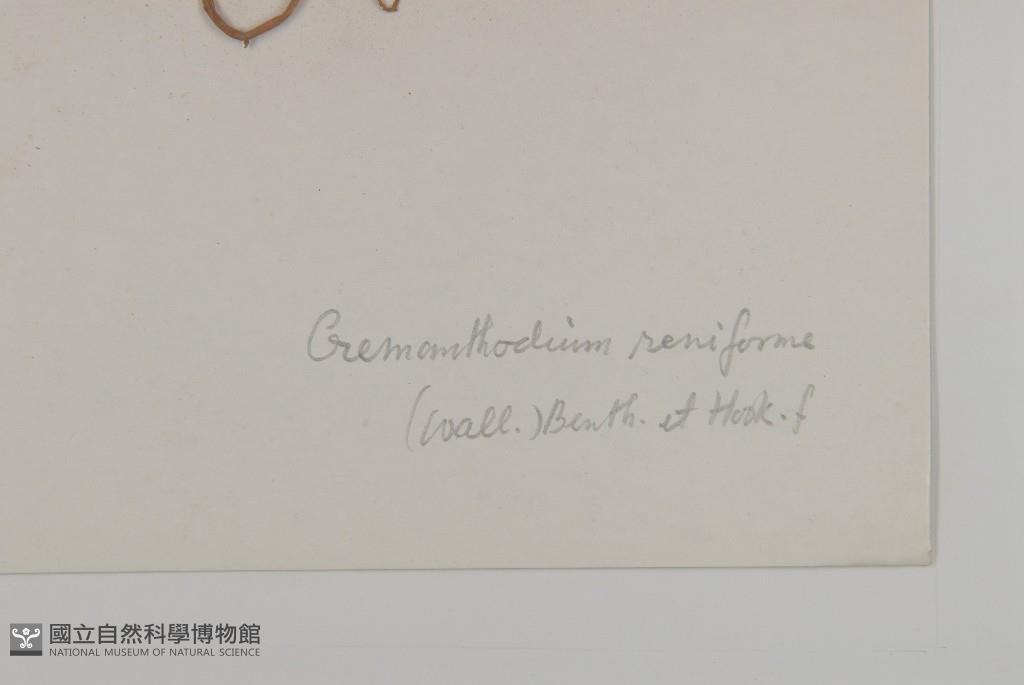 Cremanthodium reniforme
(Wall.) Benth. et Hook. f
國立自然科學博物館
NATIONAL MUSEUM OF NATURAL SCIENCE